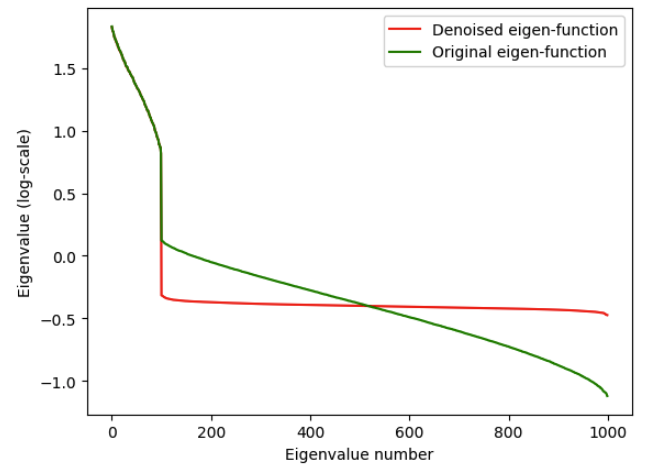 Denoised eigen-function
Original eigen-function
1.5
1.0
0.5
0.0
−0.5
−1.0
Eigenvalue (log-scale)
0 200 400 600 800 1000
Eigenvalue number